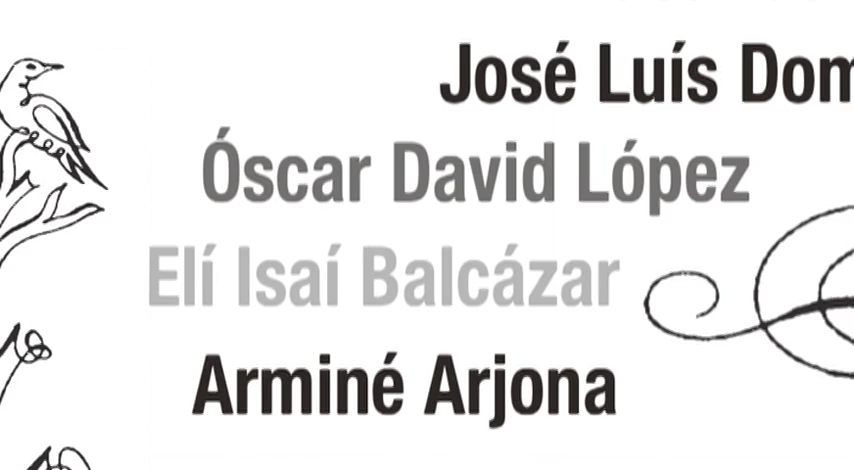 José Luís Dom
Óscar David López
Elí Isaí Balcázar
Arminé Arjona